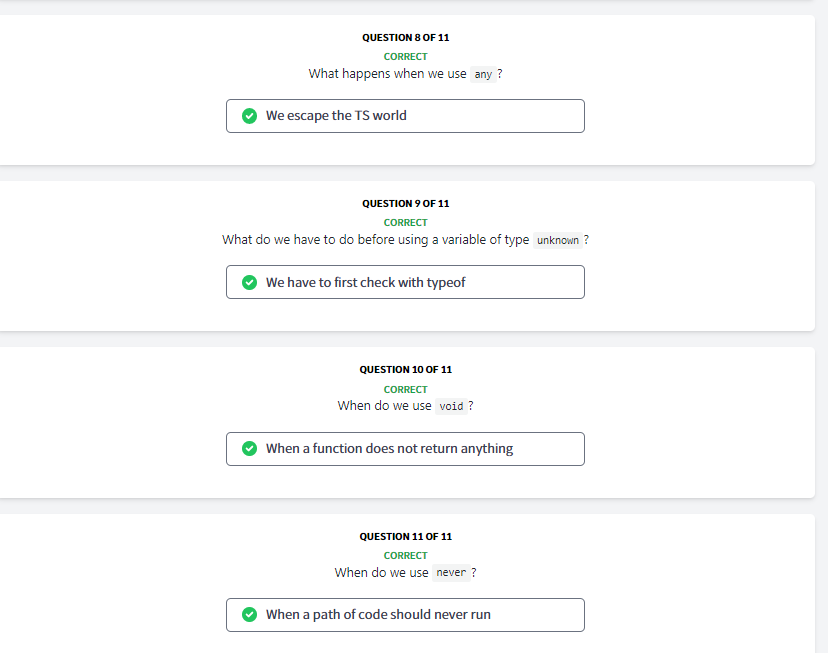 QUESTION 8 OF 11
CORRECT
What happens when we use any ?
We escape the TS world
QUESTION 9 OF 11
CORRECT
What do we have to do before using a variable of type unknown ?
We have to first check with typeof
QUESTION 10 OF 11
CORRECT
When do we use void ?
When a function does not return anything
QUESTION 11 OF 11
CORRECT
When do we use never ?
When a path of code should never run